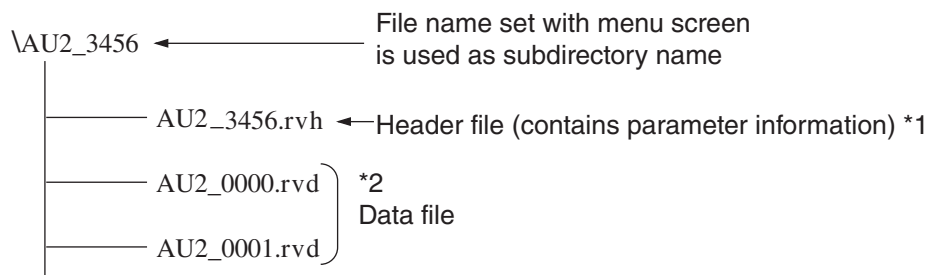 \AU2_3456
File name set with menu screen
is used as subdirectory name
AU2_3456.rvh
Header file (contains parameter information) *1
AU2_0000.rvd
*2
Data file
AU2_0001.rvd